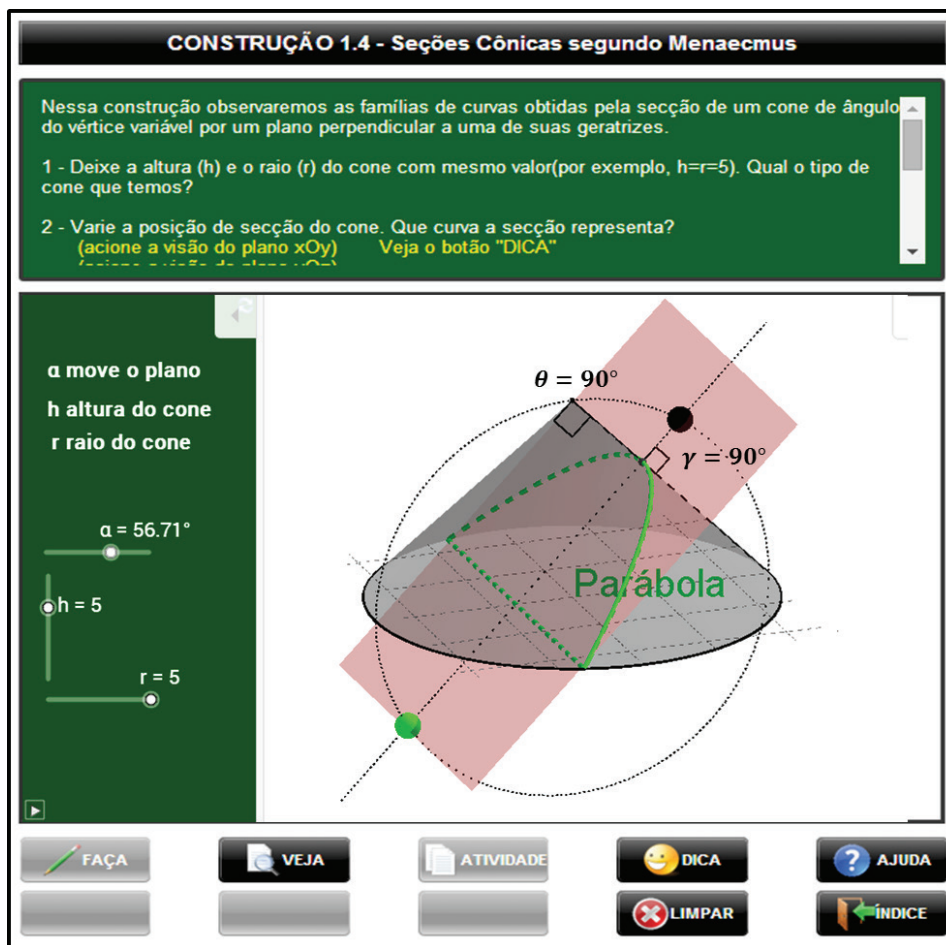 CONSTRUÇÃO 1.4 - Seções Cônicas segundo Menaecmus
Nessa construção observaremos as famílias de curvas obtidas pela secção de um cone de ângulo
do vértice variável por um plano perpendicular a uma de suas geratrizes.
1 - Deixe a altura (h) e o raio (r) do cone com mesmo valor(por exemplo, h=r=5). Qual o tipo de
cone que temos?
2 - Varie a posição de secção do cone. Que curva a secção representa?
(acione a visão do plano xOy) Veja o botão "DICA"
α move o plano
h altura do cone
r raio do cone
α = 56.71°
h = 5
r = 5
θ = 90°
γ = 90°
Parábola
FAÇA
VEJA
ATIVIDADE
DICA
AJUDA
LIMPAR
ÍNDICE